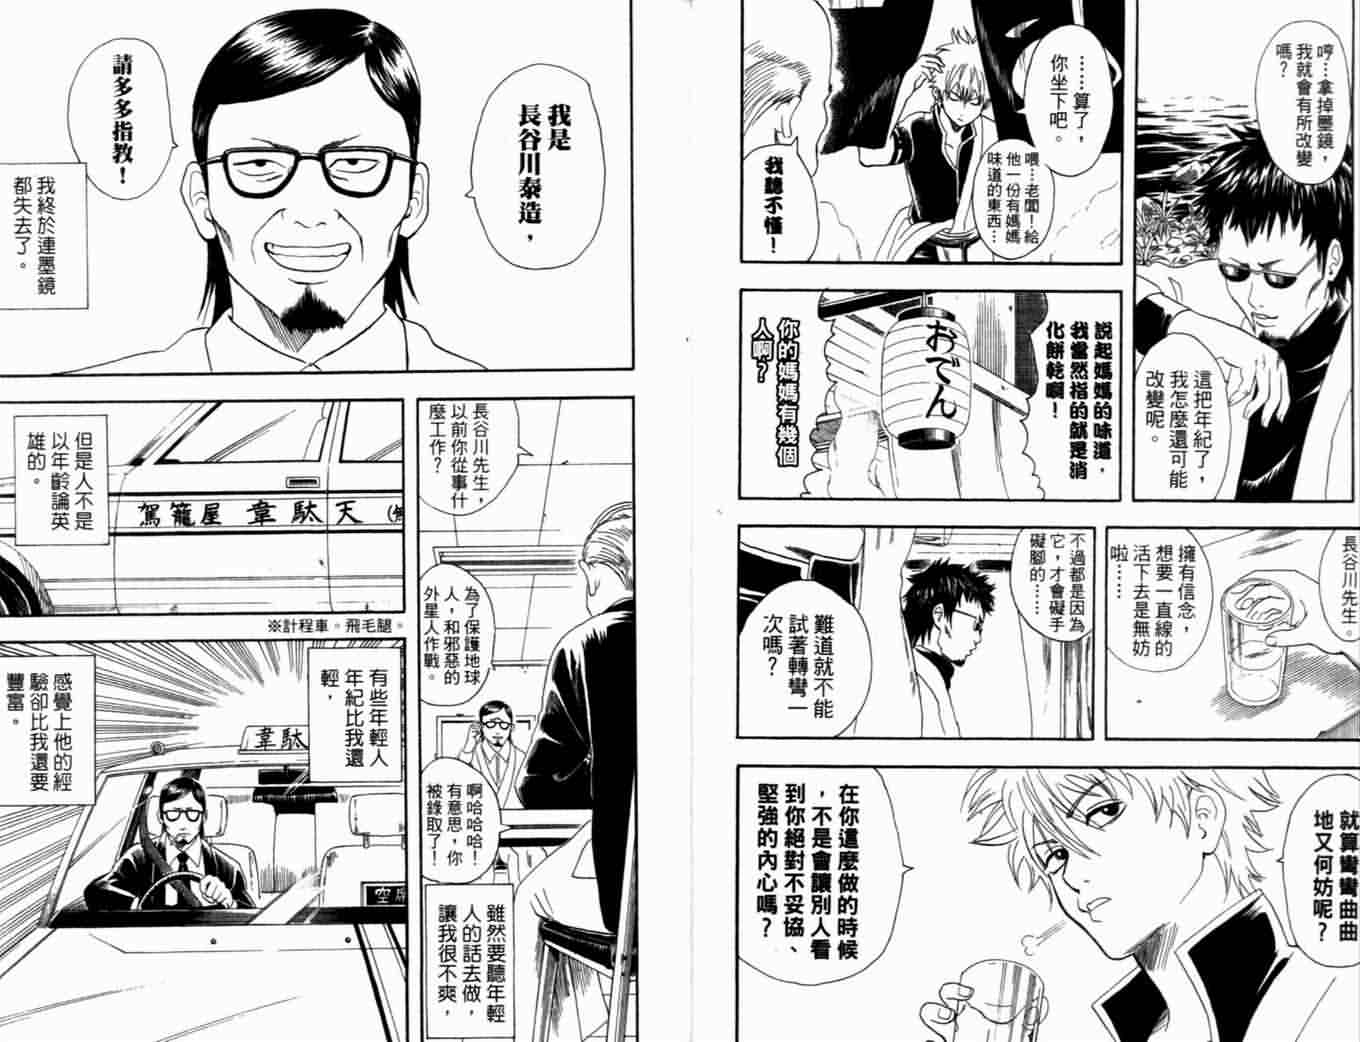 哼…拿掉墨鏡，
我就會有所改變
嗎？
這把年紀了，
我怎麼還可能
改變呢。
……算了，
你坐下吧。
喂…老闆！給
他一份有媽媽
味道的東西…
我聽不懂！
說起媽媽的味道，
我當然指的就是消
化餅乾啊！
おでん
你的媽媽有幾個
人啊？
長谷川先生。
擁有信念，
想要一直線的
活下去是無妨
啦……
不過都是因為
它，才會礙手
礙腳的……
難道就不能
試著轉彎一
次嗎？
就算彎彎曲曲
地又何妨呢？
在你這麼做的時候
，不是會讓別人看
到你絕對不妥協、
堅強的內心嗎？
我是
長谷川泰造，
請多多指教！
我終於連墨鏡
都失去了。
長谷川先生，
以前你從事什
麼工作？
為了保護地球
人，和邪惡的
外星人作戰。
啊哈哈哈！
有意思，你
被錄取了！
雖然要聽年輕
人的話去做，
讓我很不爽，
但是人不是
以年齡論英
雄的。
駕籠屋 韋駄天
※計程車。飛毛腿。
有些年輕人
年紀比我還
輕，
韋駄
空
感覺上他的經
驗卻比我還要
豐富。